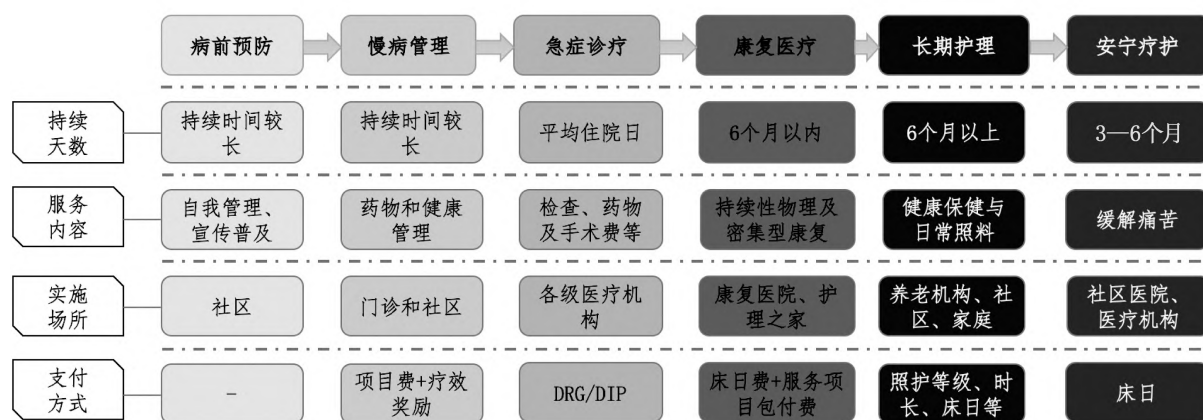 病前预防
慢病管理
急症诊疗
康复医疗
长期护理
安宁疗护
持续
天数
持续时间较
长
持续时间较
长
平均住院日
6个月以内
6个月以上
3—6个月
服务
内容
自我管理、
宣传普及
药物和健康
管理
检查、药物
及手术费等
持续性物理及
密集型康复
健康保健与
日常照料
缓解痛苦
实施
场所
社区
门诊和社区
各级医疗机
构
康复医院、护
理之家
养老机构、社
区、家庭
社区医院、
医疗机构
支付
方式
-
项目费+疗效
奖励
DRG/DIP
床日费+服务项
目包付费
照护等级、时
长、床日等
床日